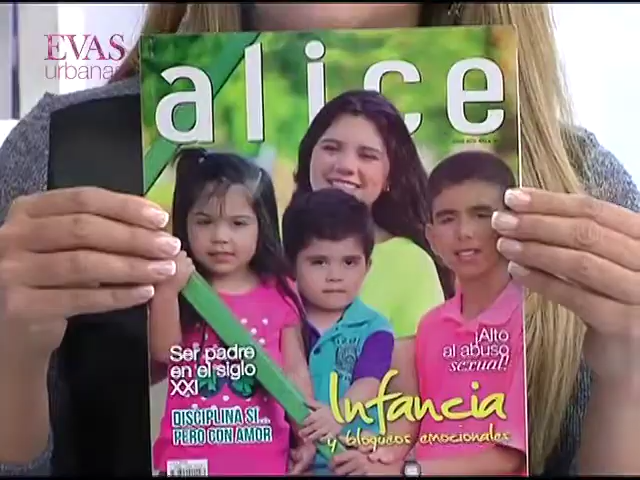 EVAS
urbanas
alice
Ser padre
en el siglo
XXI
DISCIPLINA SI...
PERO CON AMOR
¡Alto
al abuso
sexual!
Infancia
y bloqueos emocionales